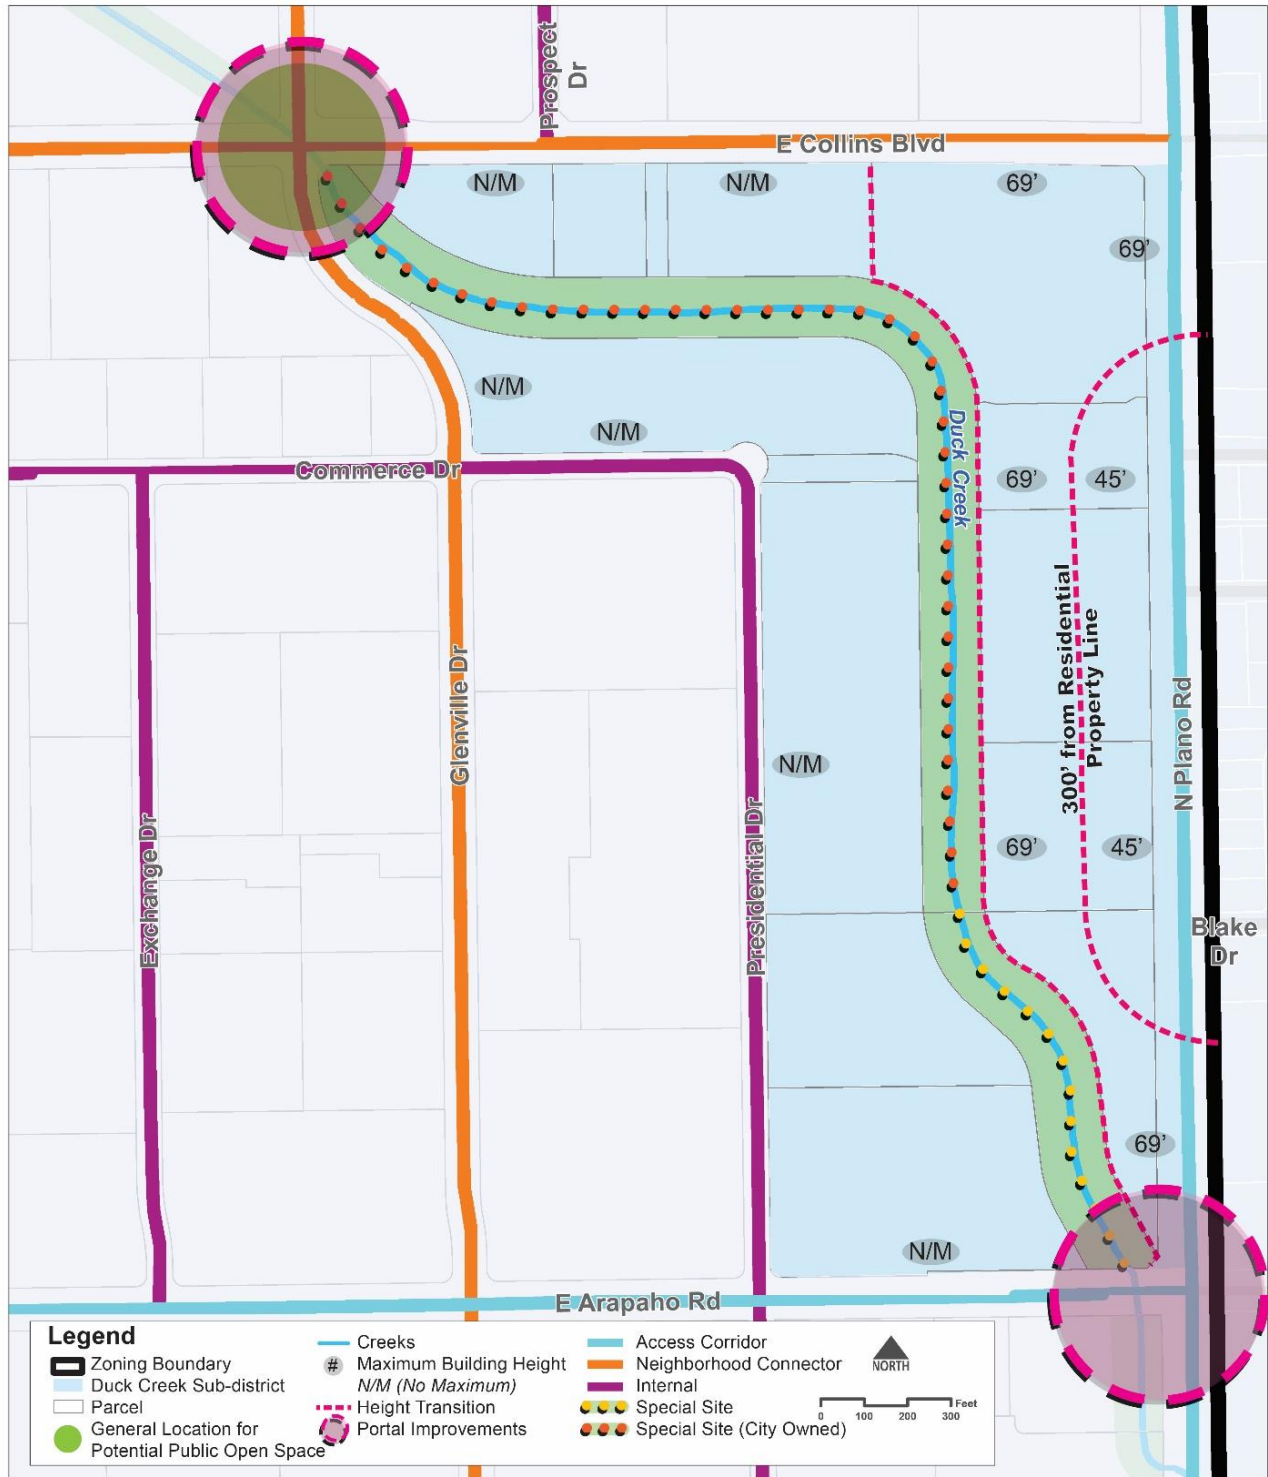 Prospect
Dr
E Collins Blvd
N/M
N/M
69'
69'
N/M
N/M
Duck Creek
Commerce Dr
69'
45'
300' from Residential
Property Line
Glenville Dr
N Plano Rd
N/M
Exchange Dr
Presidential Dr
69'
45'
Blake
Dr
69'
N/M
E Arapaho Rd
Legend
Zoning Boundary
Duck Creek Sub-district
Parcel
General Location for
Potential Public Open Space
Creeks
# Maximum Building Height
N/M (No Maximum)
Height Transition
Portal Improvements
Access Corridor
Neighborhood Connector
Internal
Special Site
Special Site (City Owned)
NORTH
Feet
0 100 200 300